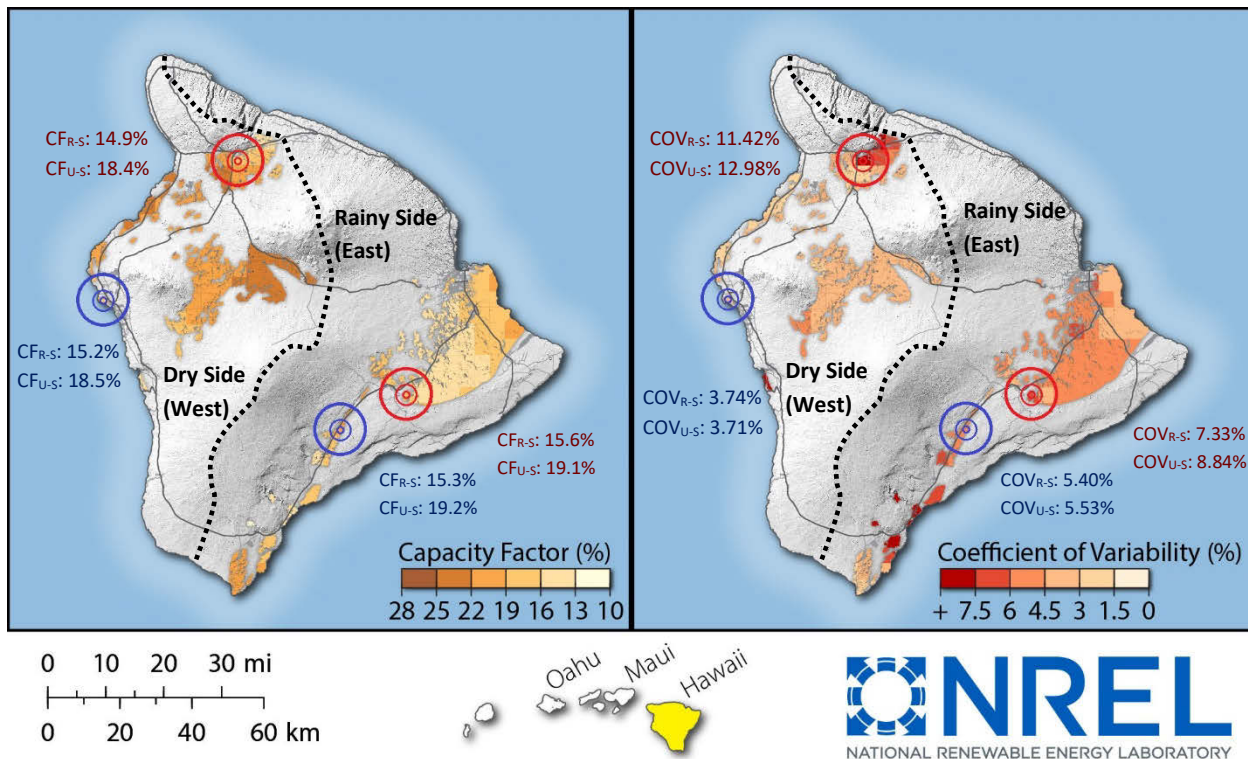 CFR-S: 14.9%
CFU-S: 18.4%
Rainy Side
(East)
CFR-S: 15.2%
CFU-S: 18.5%
Dry Side
(West)
CFR-S: 15.6%
CFU-S: 19.1%
CFR-S: 15.3%
CFU-S: 19.2%
Capacity Factor (%)
28 25 22 19 16 13 10
COVR-S: 11.42%
COVU-S: 12.98%
Rainy Side
(East)
Dry Side
(West)
COVR-S: 3.74%
COVU-S: 3.71%
COVR-S: 7.33%
COVU-S: 8.84%
COVR-S: 5.40%
COVU-S: 5.53%
Coefficient of Variability (%)
+ 7.5 6 4.5 3 1.5 0
0 10 20 30 mi
0 20 40 60 km
Oahu
Maui
Hawaii
NREL
NATIONAL RENEWABLE ENERGY LABORATORY